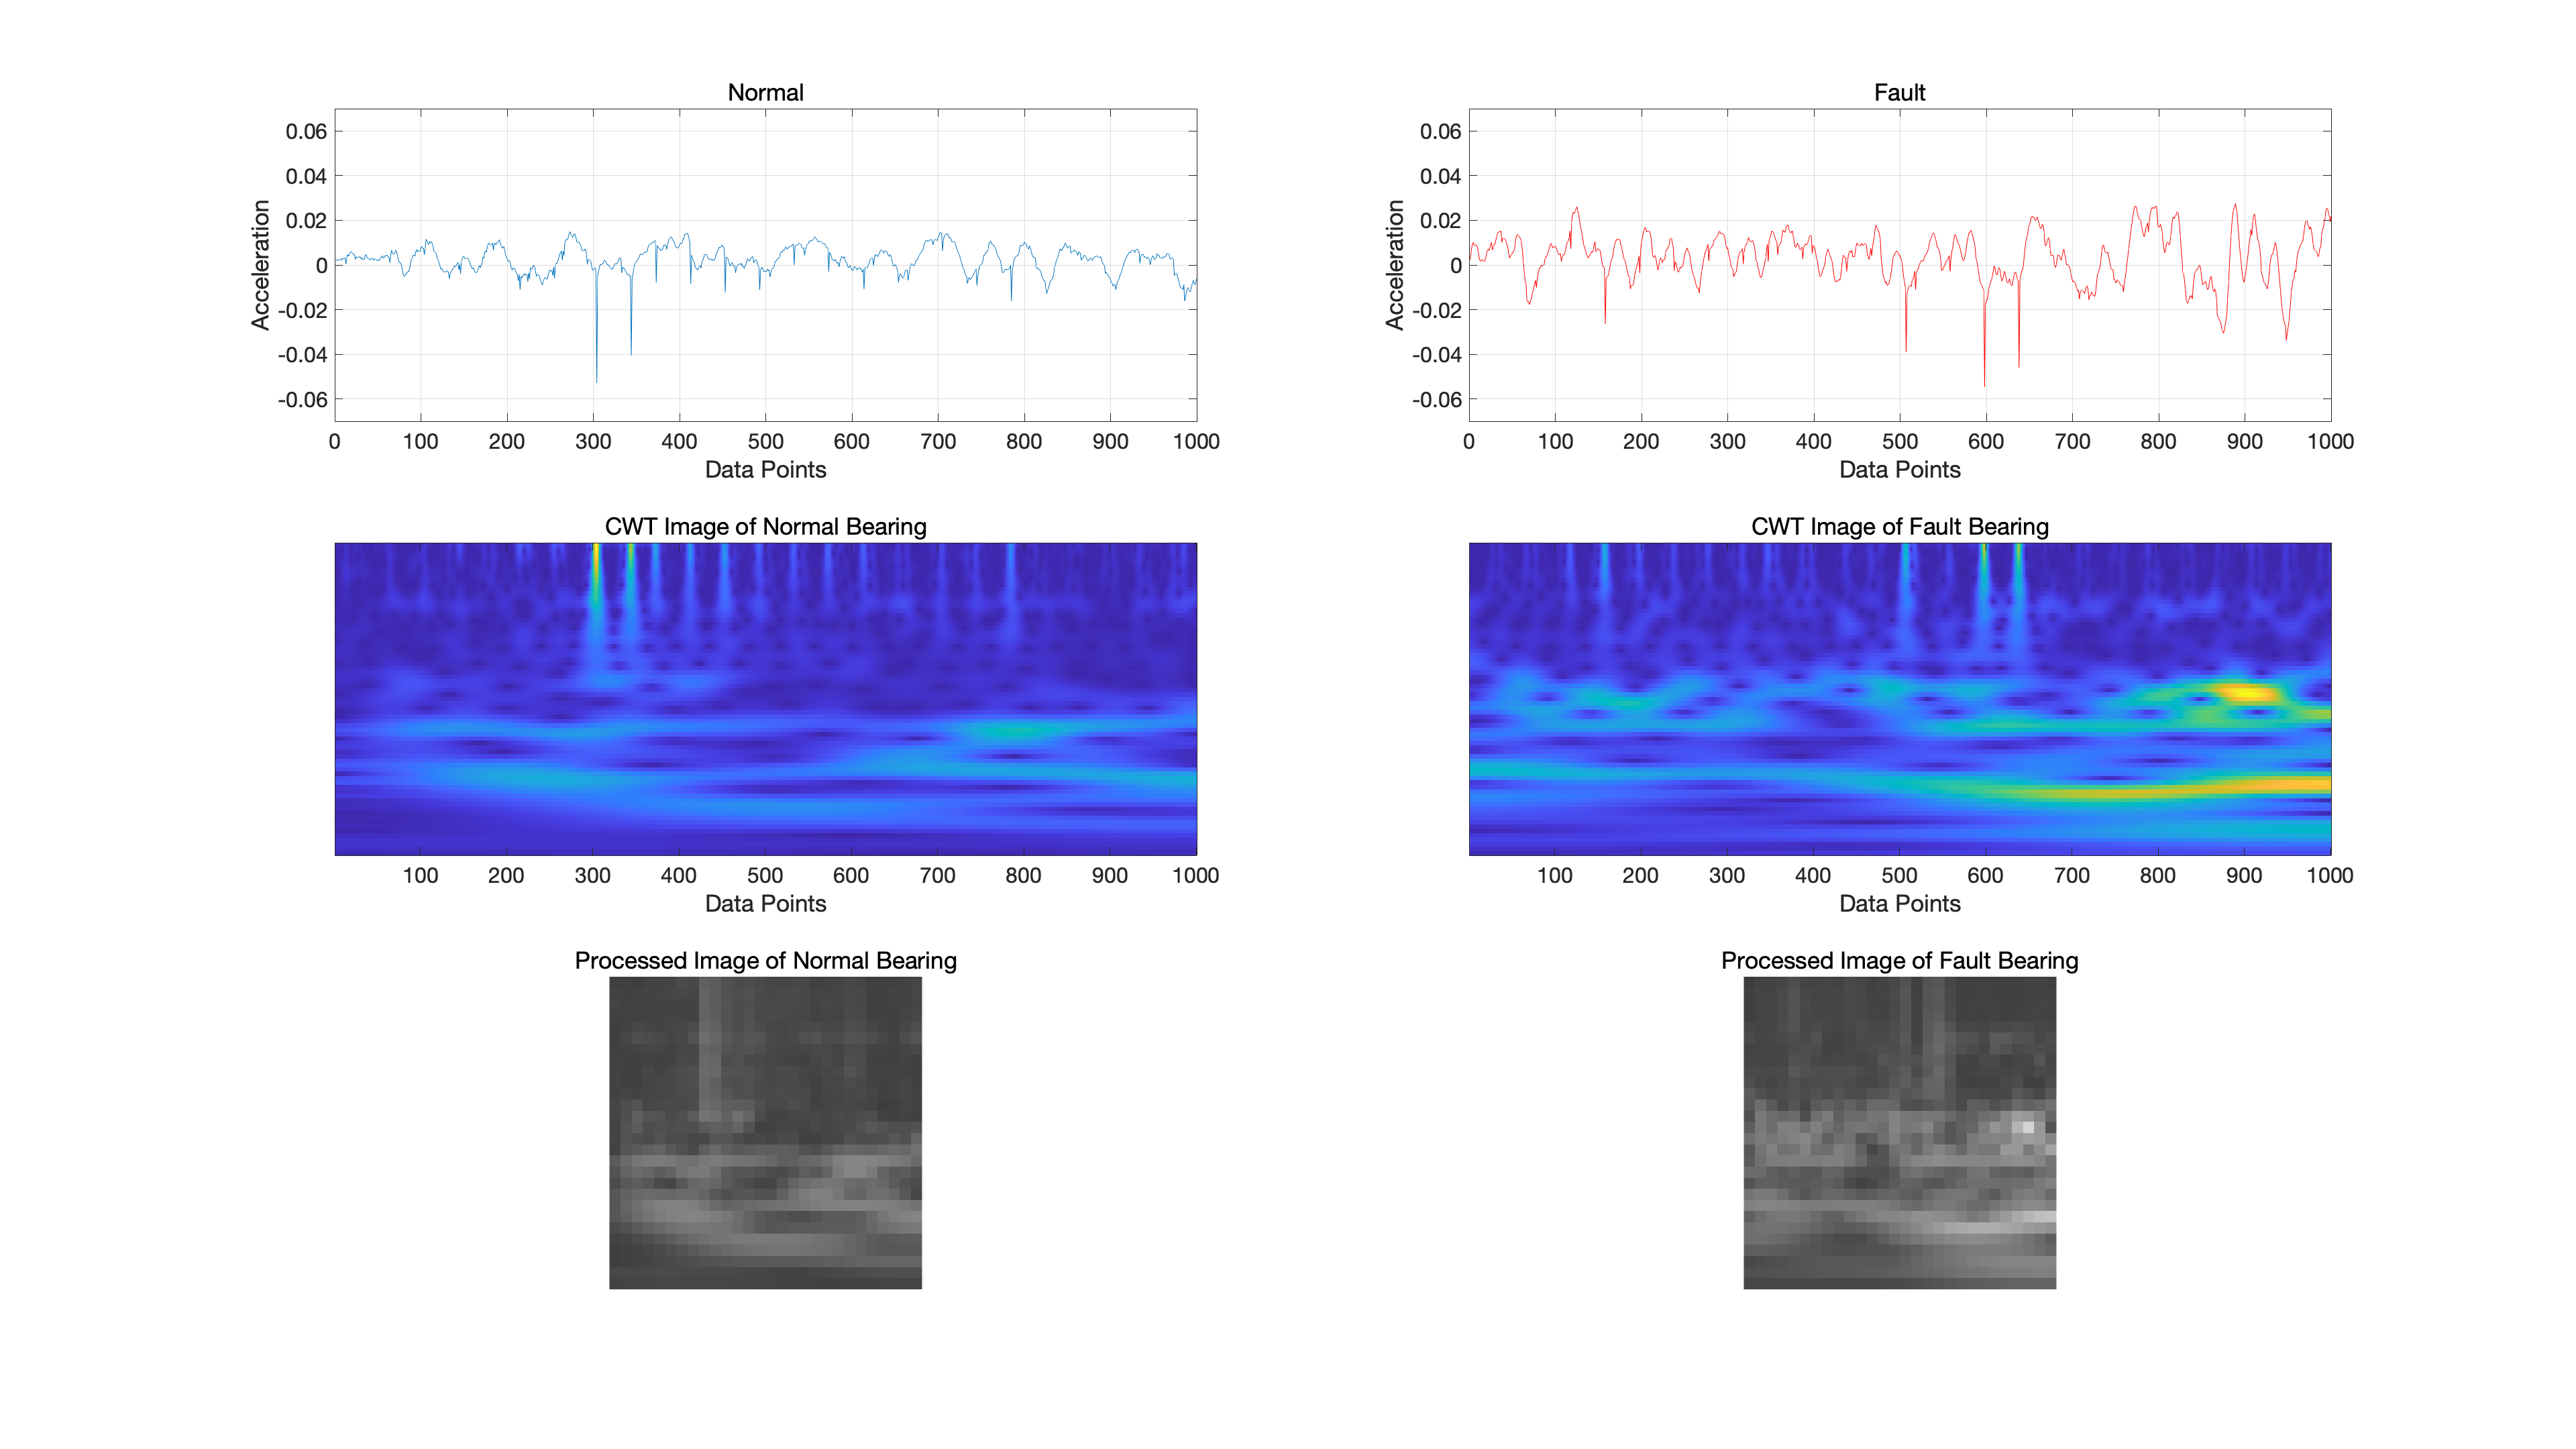 Normal
0.06
0.04
0.02
0
-0.02
-0.04
-0.06
Acceleration
0 100 200 300 400 500 600 700 800 900 1000
Data Points
Fault
0.06
0.04
0.02
0
-0.02
-0.04
-0.06
Acceleration
0 100 200 300 400 500 600 700 800 900 1000
Data Points
CWT Image of Normal Bearing
100 200 300 400 500 600 700 800 900 1000
Data Points
CWT Image of Fault Bearing
100 200 300 400 500 600 700 800 900 1000
Data Points
Processed Image of Normal Bearing
Processed Image of Fault Bearing